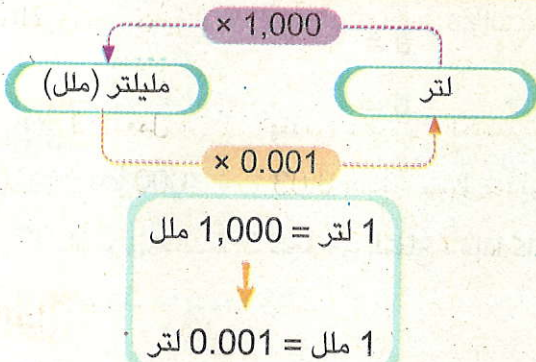 × 1,000
لتر
مليلتر (ملل)
× 0.001
1 لتر = 1,000 ملل
1 ملل = 0.001 لتر